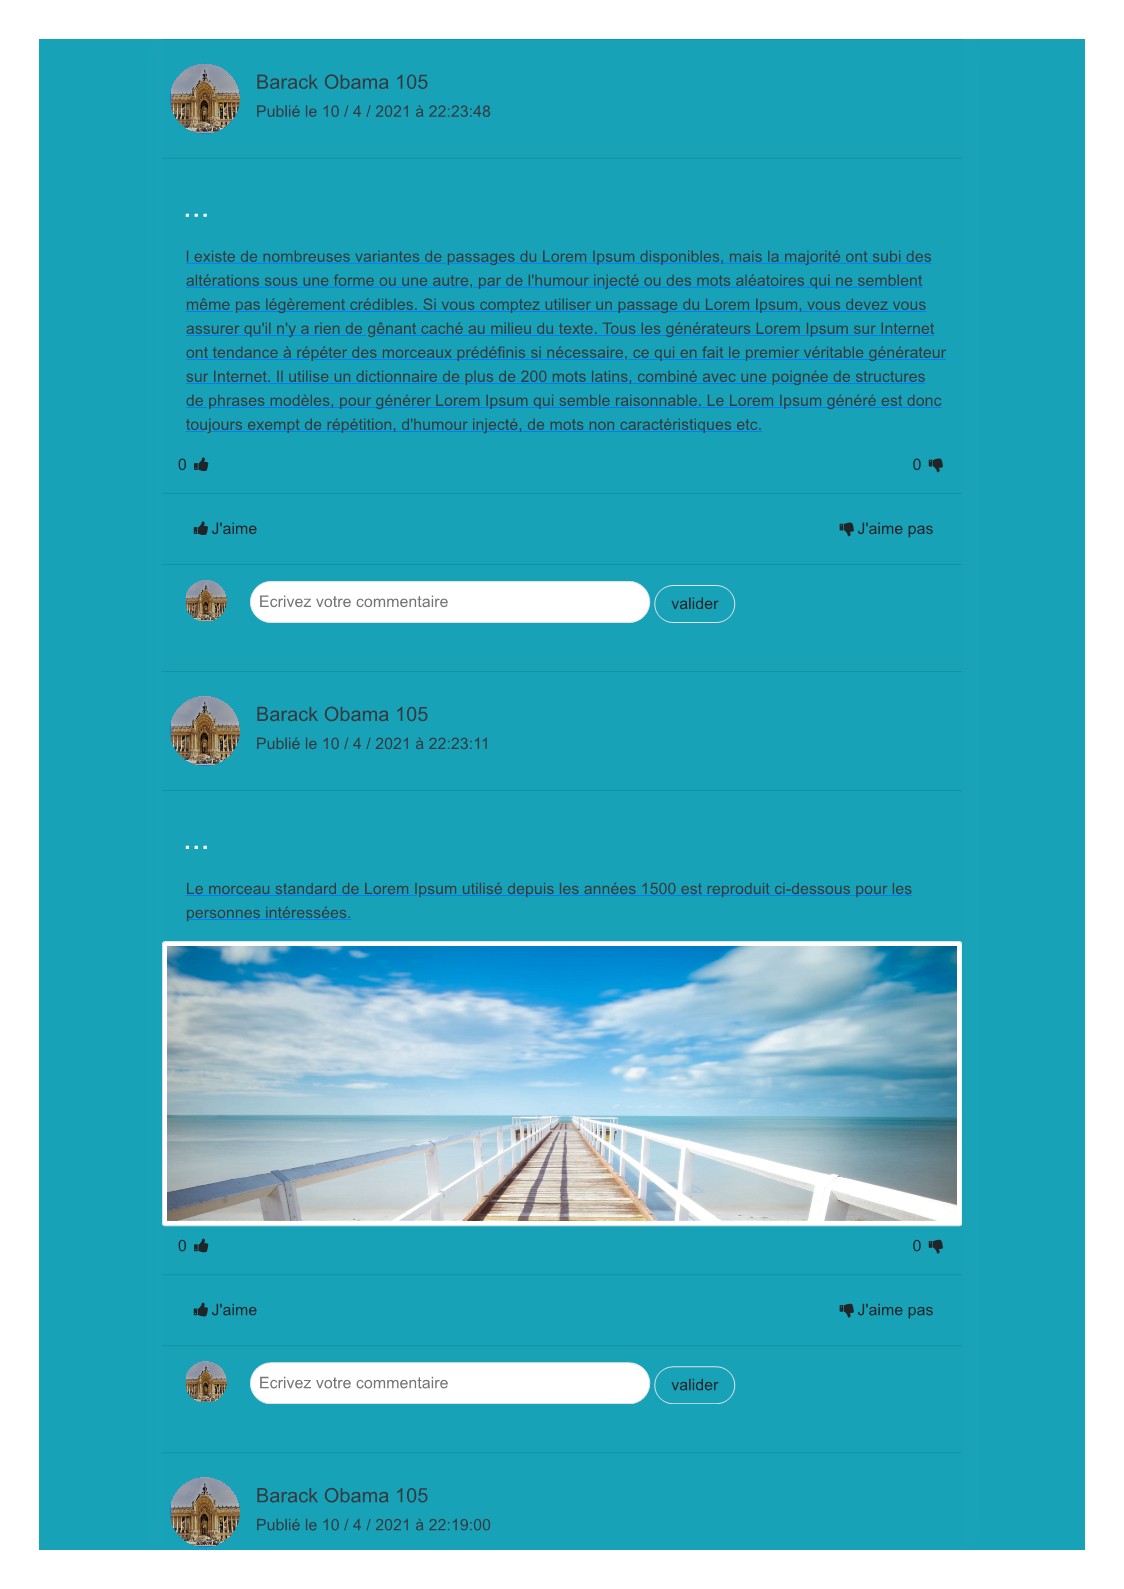 Barack Obama 105
Publié le 10 / 4 / 2021 à 22:23:48
...
l existe de nombreuses variantes de passages du Lorem Ipsum disponibles, mais la majorité ont subi des
altérations sous une forme ou une autre, par de l'humour injecté ou des mots aléatoires qui ne semblent
même pas légèrement crédibles. Si vous comptez utiliser un passage du Lorem Ipsum, vous devez vous
assurer qu'il n'y a rien de gênant caché au milieu du texte. Tous les générateurs Lorem Ipsum sur Internet
ont tendance à répéter des morceaux prédéfinis si nécessaire, ce qui en fait le premier véritable générateur
sur Internet. Il utilise un dictionnaire de plus de 200 mots latins, combiné avec une poignée de structures
de phrases modèles, pour générer Lorem Ipsum qui semble raisonnable. Le Lorem Ipsum généré est donc
toujours exempt de répétition, d'humour injecté, de mots non caractéristiques etc.
0 0
J'aime J'aime pas
Ecrivez votre commentaire valider
Barack Obama 105
Publié le 10 / 4 / 2021 à 22:23:11
...
Le morceau standard de Lorem Ipsum utilisé depuis les années 1500 est reproduit ci-dessous pour les
personnes intéressées.
0 0
J'aime J'aime pas
Ecrivez votre commentaire valider
Barack Obama 105
Publié le 10 / 4 / 2021 à 22:19:00